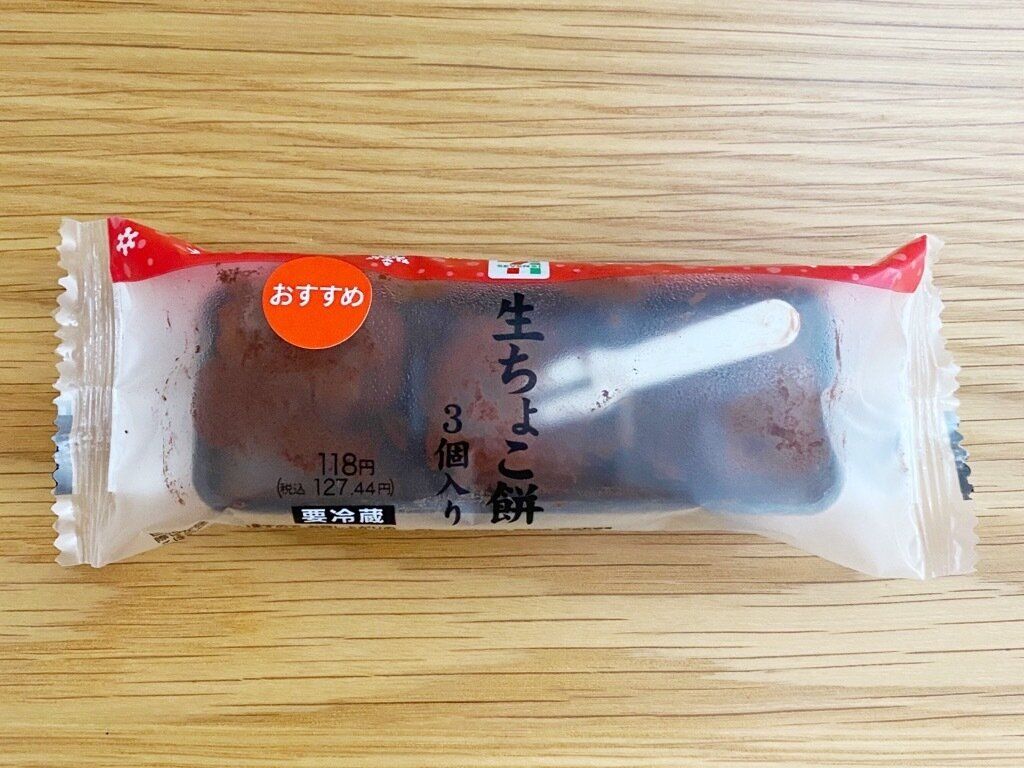 おすすめ
生ちょこ餅
3個入り
118円
(税込 127.44円)
要冷蔵